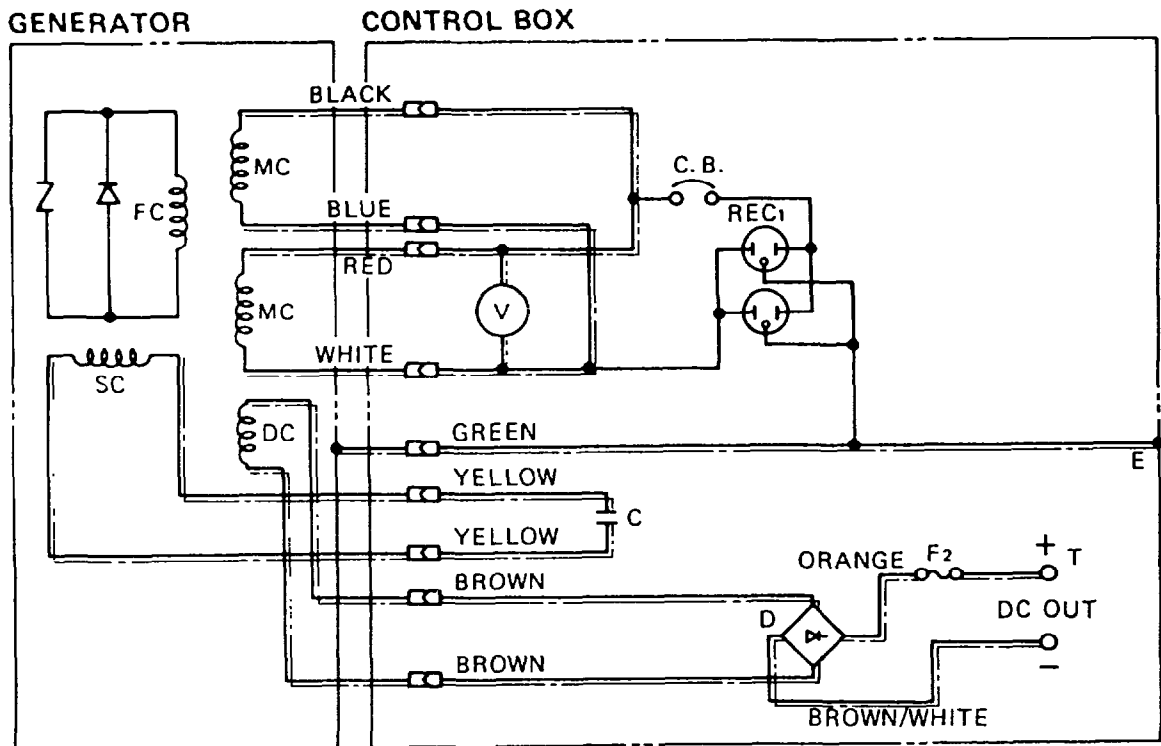 GENERATOR
CONTROL BOX
BLACK
MC
C.B.
FC
BLUE
REC1
RED
MC
V
WHITE
SC
DC
GREEN
E
YELLOW
C
YELLOW
ORANGE
F2
+
T
BROWN
D
DC OUT
BROWN
−
BROWN/WHITE